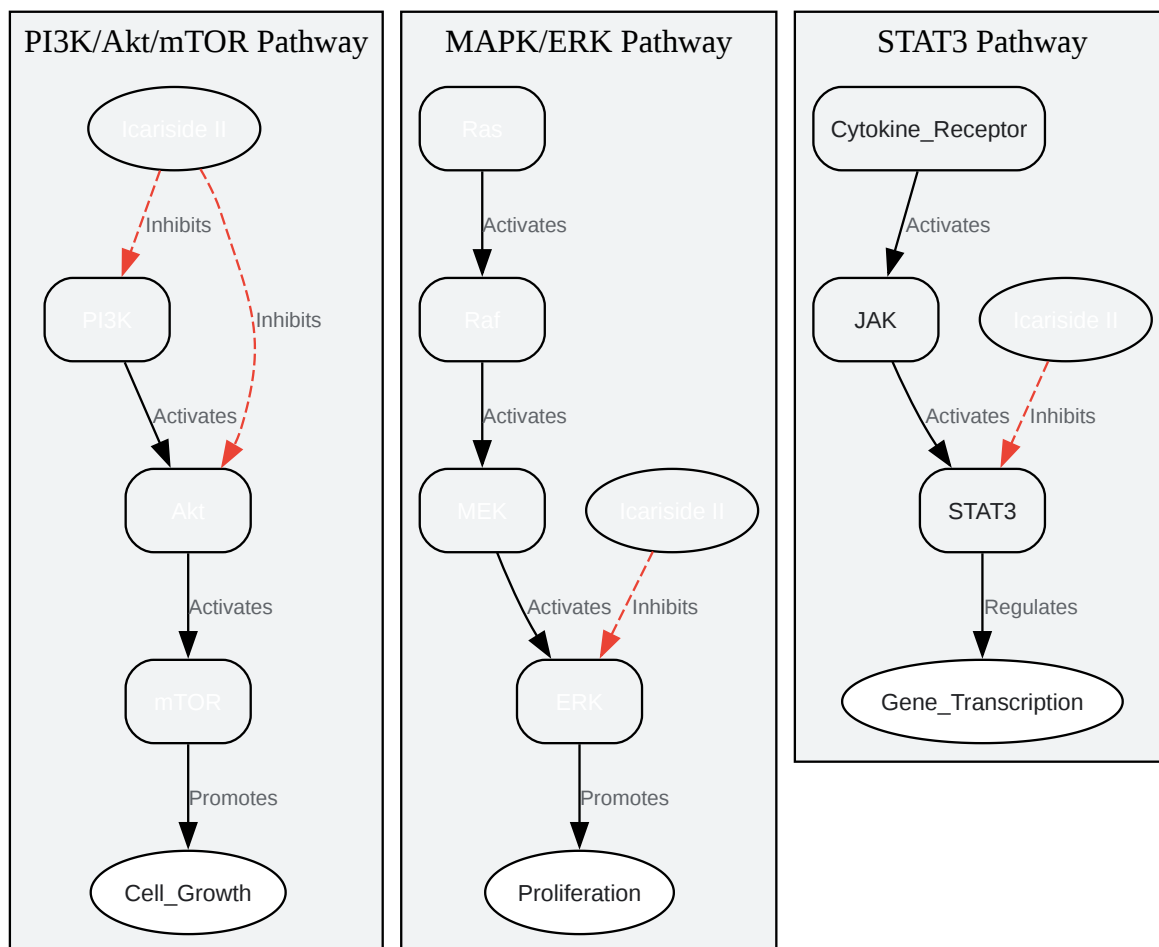 PI3K/Akt/mTOR Pathway
Icariside II
Inhibits
PI3K
Inhibits
Activates
Akt
Activates
mTOR
Promotes
Cell_Growth
MAPK/ERK Pathway
Ras
Activates
Raf
Activates
MEK
Icariside II
Activates
Inhibits
ERK
Promotes
Proliferation
STAT3 Pathway
Cytokine_Receptor
Activates
JAK
Icariside II
Activates
Inhibits
STAT3
Regulates
Gene_Transcription